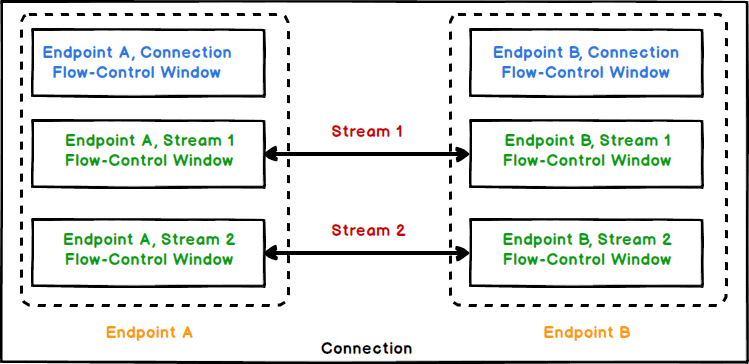 Endpoint A, Connection
Flow-Control Window
Endpoint B, Connection
Flow-Control Window
Endpoint A, Stream 1
Flow-Control Window
Stream 1
Endpoint B, Stream 1
Flow-Control Window
Endpoint A, Stream 2
Flow-Control Window
Stream 2
Endpoint B, Stream 2
Flow-Control Window
Endpoint A
Endpoint B
Connection